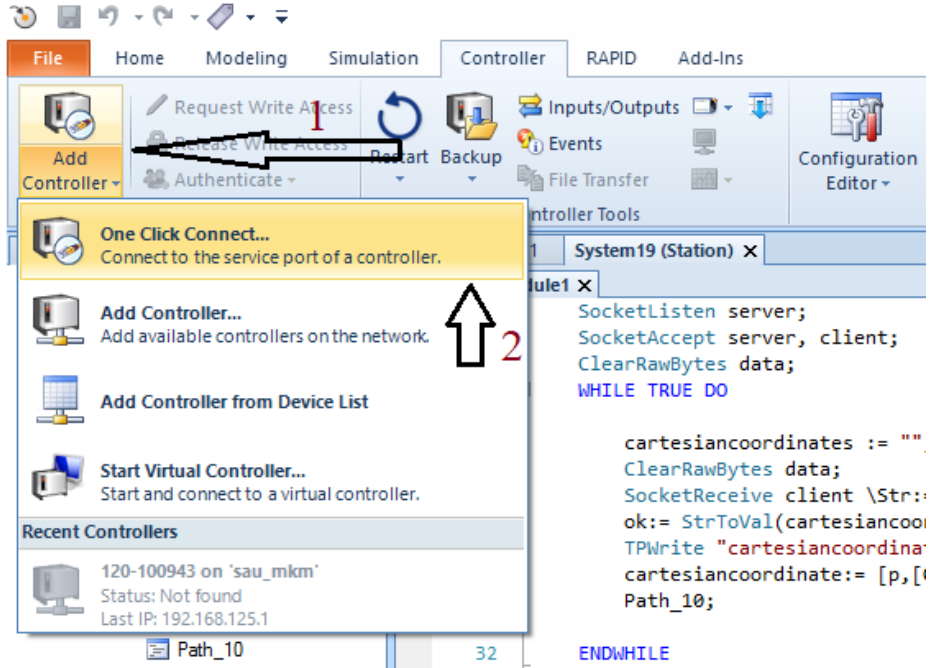 File Home Modeling Simulation Controller RAPID Add-Ins
Request Write Access
1
Release Write Access
Authenticate
Add
Controller
Restart
Backup
Inputs/Outputs
Events
File Transfer
Configuration
Editor
ntroller Tools
One Click Connect...
Connect to the service port of a controller.
Add Controller...
Add available controllers on the network.
2
Add Controller from Device List
Start Virtual Controller...
Start and connect to a virtual controller.
Recent Controllers
120-100943 on 'sau_mkm'
Status: Not found
Last IP: 192.168.125.1
Path_10
1 System19 (Station) X
dule1 X
SocketListen server;
SocketAccept server, client;
ClearRawBytes data;
WHILE TRUE DO
cartesiancoordinates := ""
ClearRawBytes data;
SocketReceive client \Str:
ok:= StrToVal(cartesiancoor
TPWrite "cartesiancoordinat
cartesiancoordinate:= [p,[
Path_10;
32 ENDWHILE